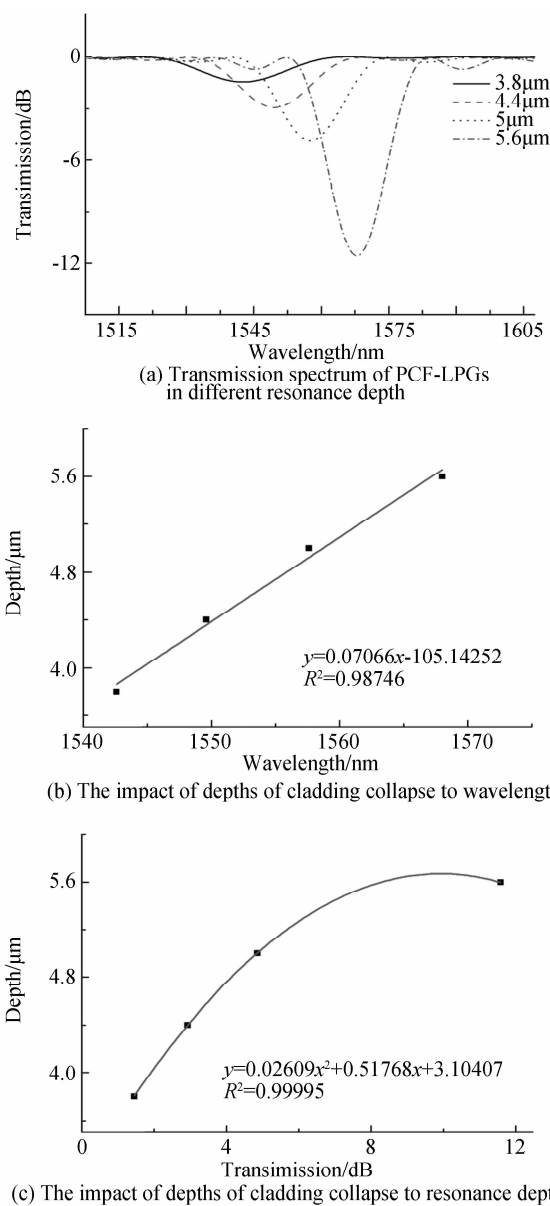 0
-6
-12
Transimission/dB
3.8μm
4.4μm
5μm
5.6μm
1515 1545 1575 1605
Wavelength/nm
(a) Transmission spectrum of PCF-LPGs
in different resonance depth
5.6
4.8
4.0
Depth/μm
y=0.07066x-105.14252
R²=0.98746
1540 1550 1560 1570
Wavelength/nm
(b) The impact of depths of cladding collapse to wavelengt
5.6
4.8
4.0
Depth/μm
y=0.02609x²+0.51768x+3.10407
R²=0.99995
0 4 8 12
Transimission/dB
(c) The impact of depths of cladding collapse to resonance dept